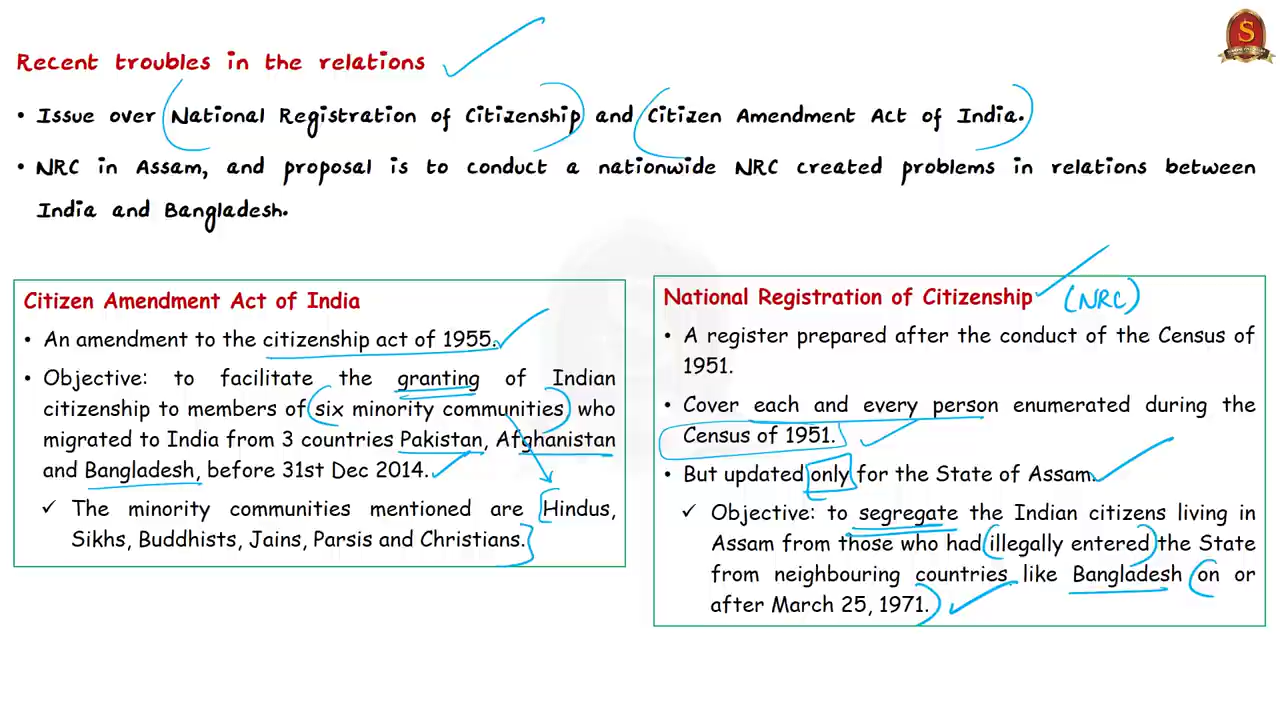 Recent troubles in the relations
• Issue over National Registration of Citizenship and Citizen Amendment Act of India.
• NRC in Assam, and proposal is to conduct a nationwide NRC created problems in relations between
India and Bangladesh.
Citizen Amendment Act of India
• An amendment to the citizenship act of 1955.
• Objective: to facilitate the granting of Indian
citizenship to members of six minority communities who
migrated to India from 3 countries Pakistan, Afghanistan
and Bangladesh, before 31st Dec 2014.
✓ The minority communities mentioned are Hindus,
Sikhs, Buddhists, Jains, Parsis and Christians.
National Registration of Citizenship (NRC)
• A register prepared after the conduct of the Census of
1951.
• Cover each and every person enumerated during the
Census of 1951.
• But updated only for the State of Assam.
✓ Objective: to segregate the Indian citizens living in
Assam from those who had illegally entered the State
from neighbouring countries like Bangladesh on or
after March 25, 1971.
S